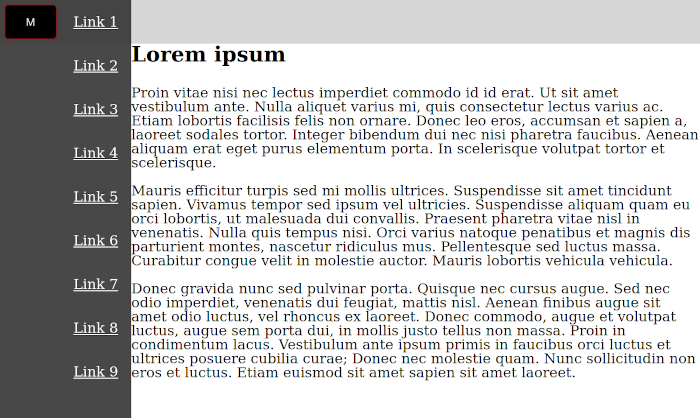 M
Link 1
Link 2
Link 3
Link 4
Link 5
Link 6
Link 7
Link 8
Link 9
Lorem ipsum
Proin vitae nisi nec lectus imperdiet commodo id id erat. Ut sit amet
vestibulum ante. Nulla aliquet varius mi, quis consectetur lectus varius ac.
Etiam lobortis facilisis felis non ornare. Donec leo eros, accumsan et sapien a,
laoreet sodales tortor. Integer bibendum dui nec nisi pharetra faucibus. Aenean
aliquam erat eget purus elementum porta. In scelerisque volutpat tortor et
scelerisque.
Mauris efficitur turpis sed mi mollis ultrices. Suspendisse sit amet tincidunt
sapien. Vivamus tempor sed ipsum vel ultricies. Suspendisse aliquam quam eu
orci lobortis, ut malesuada dui convallis. Praesent pharetra vitae nisl in
venenatis. Nulla quis tempus nisi. Orci varius natoque penatibus et magnis dis
parturient montes, nascetur ridiculus mus. Pellentesque sed luctus massa.
Curabitur congue velit in molestie auctor. Mauris lobortis vehicula vehicula.
Donec gravida nunc sed pulvinar porta. Quisque nec cursus augue. Sed nec
odio imperdiet, venenatis dui feugiat, mattis nisl. Aenean finibus augue sit
amet odio luctus, vel rhoncus ex laoreet. Donec commodo, augue et volutpat
luctus, augue sem porta dui, in mollis justo tellus non massa. Proin in
condimentum lacus. Vestibulum ante ipsum primis in faucibus orci luctus et
ultrices posuere cubilia curae; Donec nec molestie quam. Nunc sollicitudin non
eros et luctus. Etiam euismod sit amet sapien sit amet laoreet.